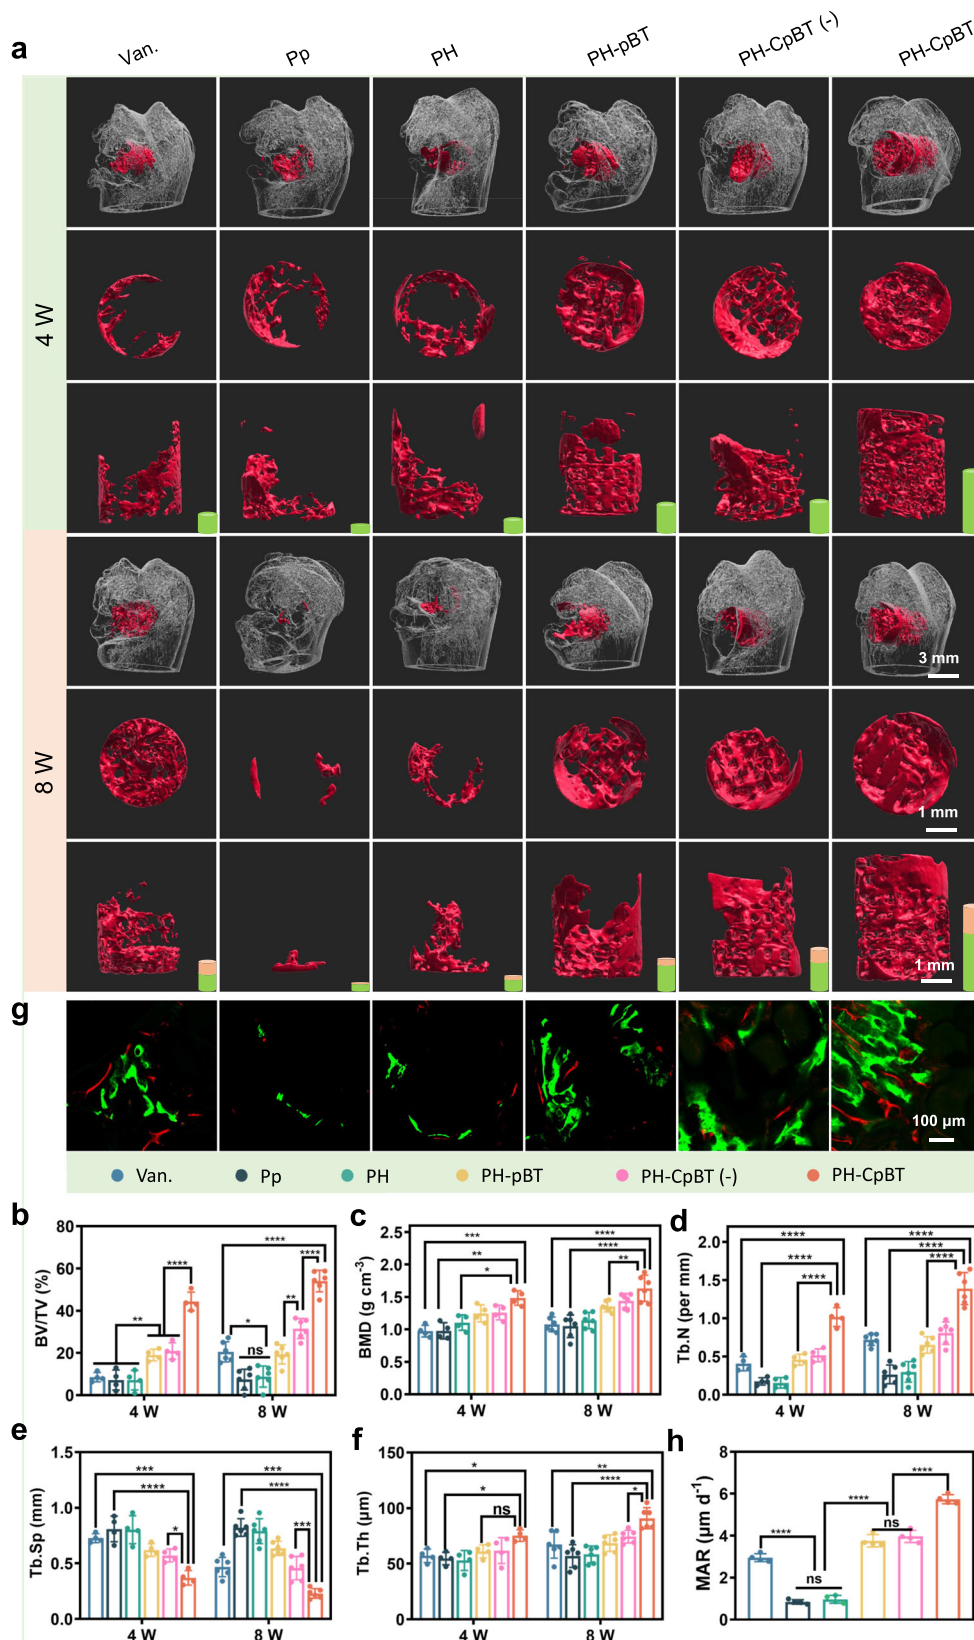 a
Van. Pp PH PH-pBT PH-CpBT (-) PH-CpBT
4 W
8 W
3 mm
1 mm
1 mm
g
100 μm
Van. Pp PH PH-pBT PH-CpBT (-) PH-CpBT
b
BV/TV (%)
80
60
40
20
0
** **** * ns ** **** ****
4 W 8 W
c
BMD (g cm⁻³)
2.5
2.0
1.5
1.0
0.5
0.0
*** ** * **** **** **
4 W 8 W
d
Tb.N (per mm)
2.0
1.5
1.0
0.5
0.0
**** **** **** **** **** ****
4 W 8 W
e
Tb.Sp (mm)
1.5
1.0
0.5
0.0
*** **** * *** **** ***
4 W 8 W
f
Tb.Th (μm)
150
100
50
0
* * ns ** **** *
4 W 8 W
h
MAR (μm d⁻¹)
8
6
4
2
0
**** ns **** ns ****